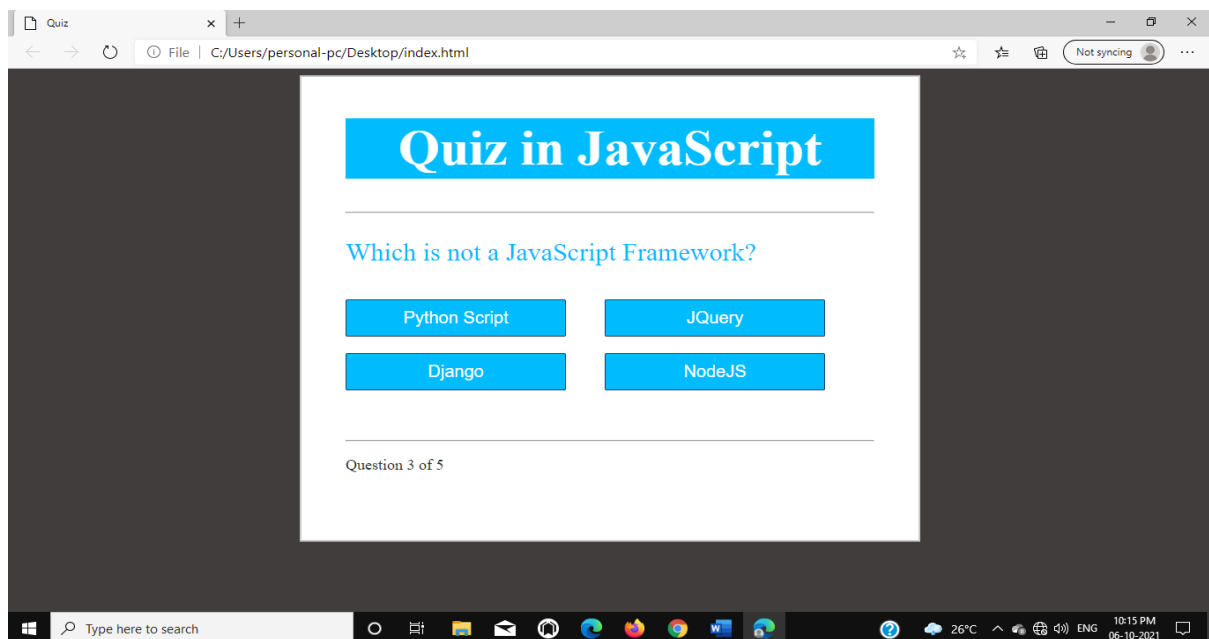 Quiz
File | C:/Users/personal-pc/Desktop/index.html
Not syncing
Quiz in JavaScript
Which is not a JavaScript Framework?
Python Script
JQuery
Django
NodeJS
Question 3 of 5
Type here to search
26°C
ENG
10:15 PM
06-10-2021